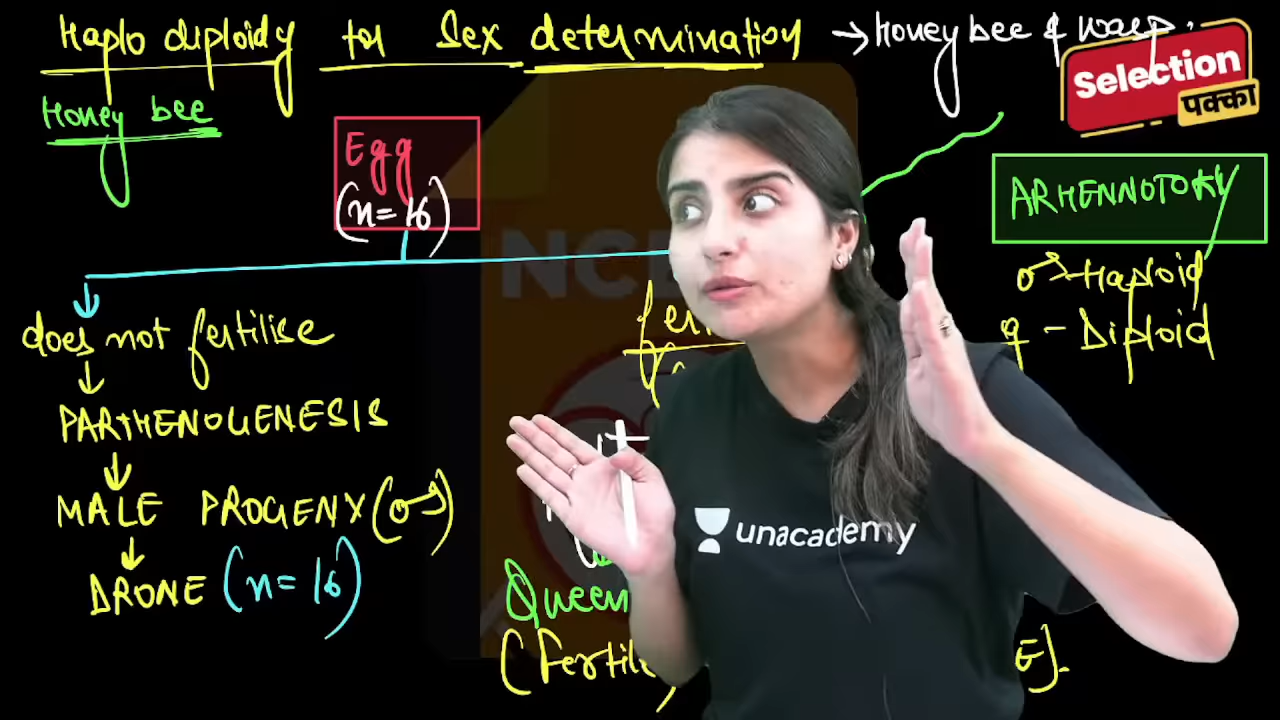 Haplo diploidy for Sex determination → Honey bee & wasp.
Selection
पक्का
Honey bee
Egg
(n=16)
ARHENNOTOKY
♂ → Haploid
♀ - Diploid
does not fertilise
PARTHENOGENESIS
MALE PROGENY (♂)
DRONE (n=16)
Queen
(Fertile
unacademy